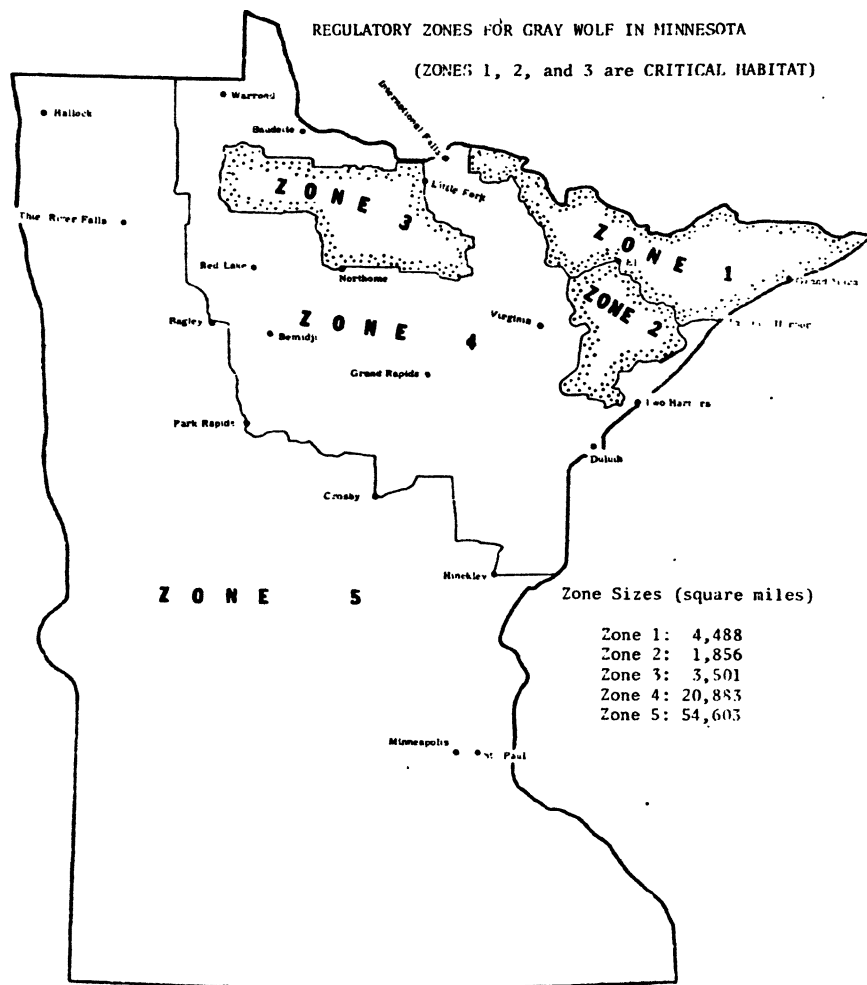 REGULATORY ZONES FOR GRAY WOLF IN MINNESOTA
(ZONES 1, 2, and 3 are CRITICAL HABITAT)
International Falls
Warroad
Hallock
Baudette
Little Fork
ZONE 3
Thief River Falls
ZONE 1
Red Lake
Northome
El
Grand Marais
ZONE 2
ZONE 4
Virginia
Bagley
Bemidji
Grand Rapids
Two Harbors
Park Rapids
Duluth
Crosby
Hinckley
ZONE 5
Zone Sizes (square miles)
Zone 1: 4,488
Zone 2: 1,856
Zone 3: 3,501
Zone 4: 20,883
Zone 5: 54,603
Minneapolis
St. Paul